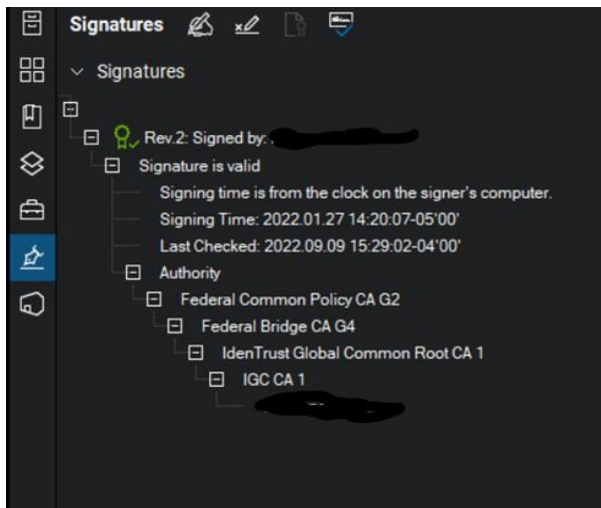 Signatures
Signatures
Rev.2: Signed by:
Signature is valid
Signing time is from the clock on the signer's computer.
Signing Time: 2022.01.27 14:20:07-05'00'
Last Checked: 2022.09.09 15:29:02-04'00'
Authority
Federal Common Policy CA G2
Federal Bridge CA G4
IdenTrust Global Common Root CA 1
IGC CA 1